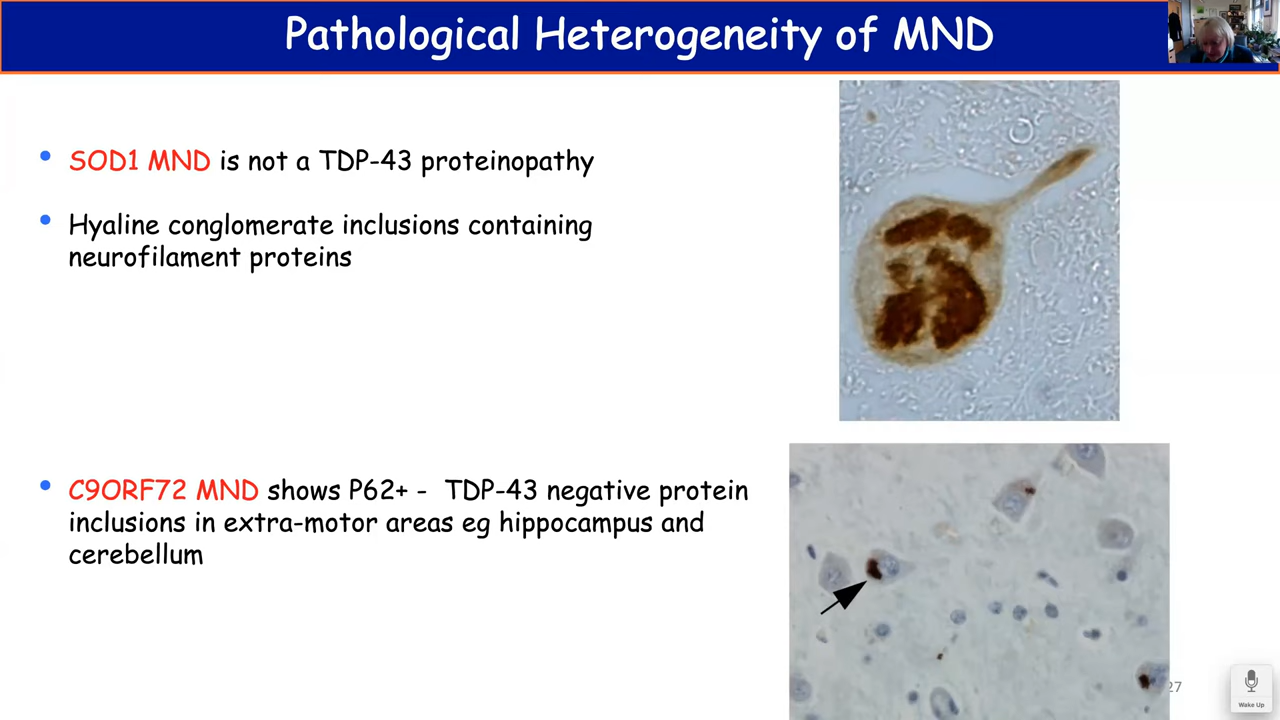 Pathological Heterogeneity of MND
• SOD1 MND is not a TDP-43 proteinopathy
• Hyaline conglomerate inclusions containing
neurofilament proteins
• C9ORF72 MND shows P62+ - TDP-43 negative protein
inclusions in extra-motor areas eg hippocampus and
cerebellum
27
Wake Up